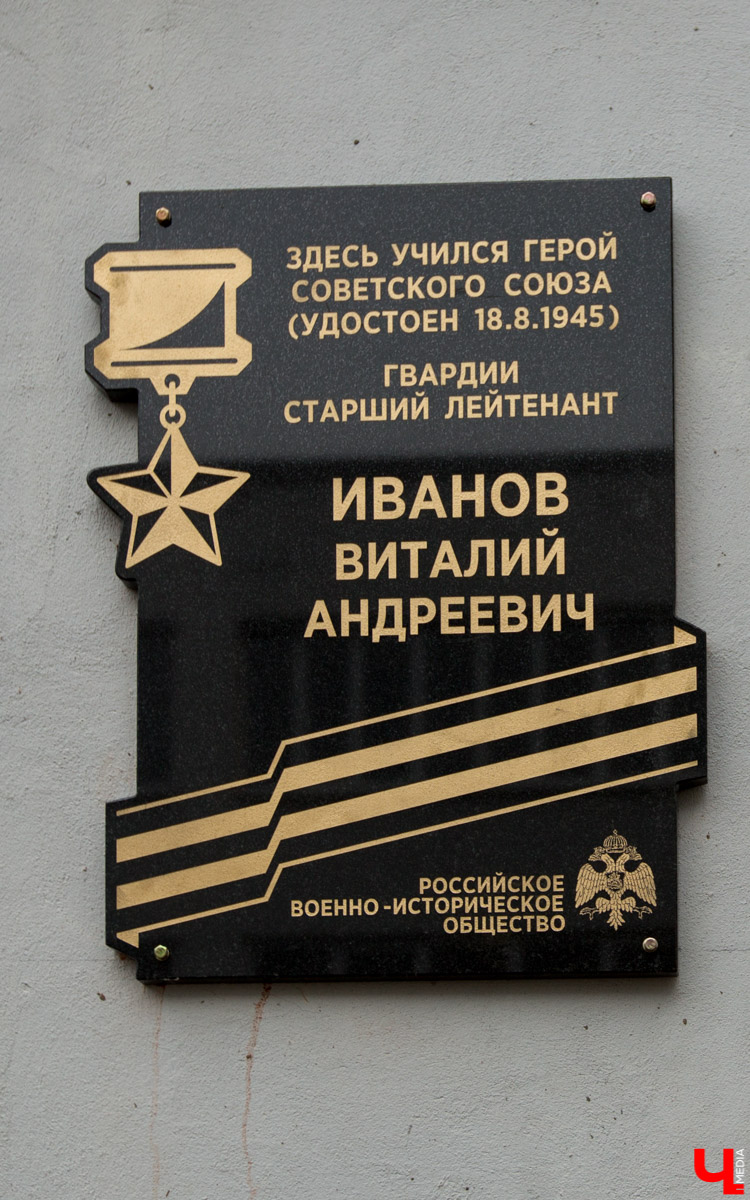 ЗДЕСЬ УЧИЛСЯ ГЕРОЙ
СОВЕТСКОГО СОЮЗА
(УДОСТОЕН 18.8.1945)
ГВАРДИИ
СТАРШИЙ ЛЕЙТЕНАНТ
ИВАНОВ
ВИТАЛИЙ
АНДРЕЕВИЧ
РОССИЙСКОЕ
ВОЕННО-ИСТОРИЧЕСКОЕ
ОБЩЕСТВО
Ч MEDIA